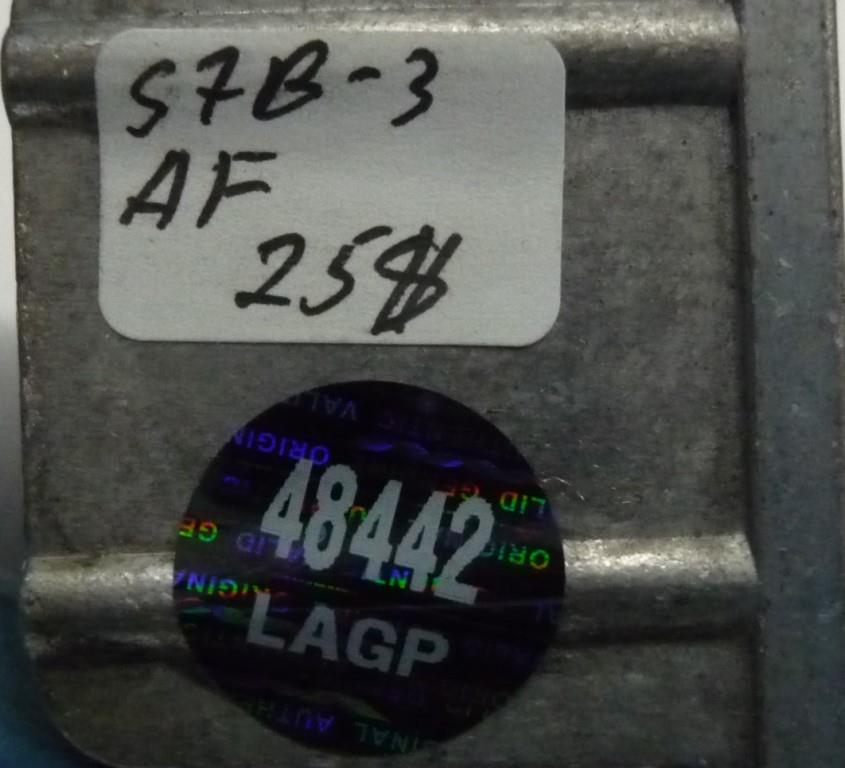 S7B-3
AF
25$
48442
LAGP